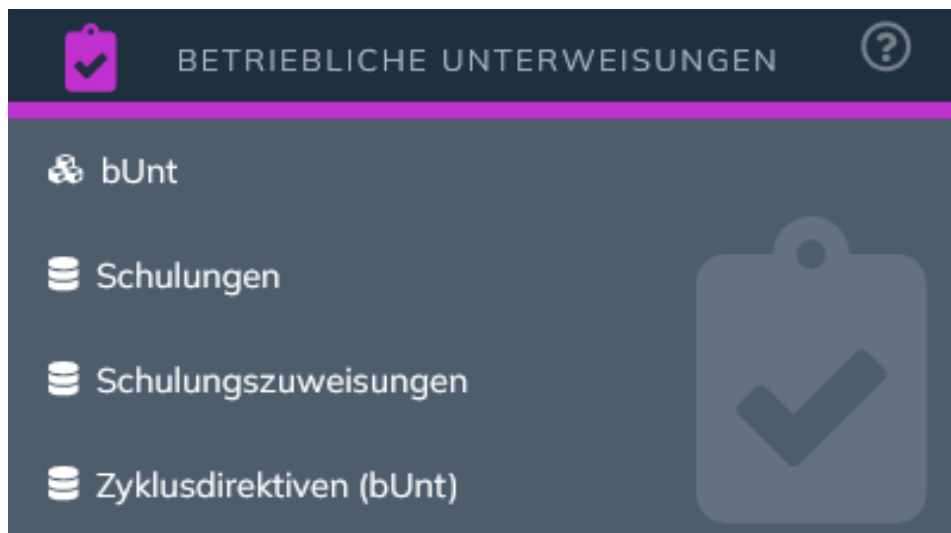 BETRIEBLICHE UNTERWEISUNGEN
bUnt
Schulungen
Schulungszuweisungen
Zyklusdirektiven (bUnt)